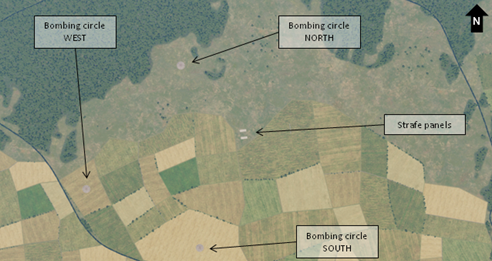 Bombing circle
WEST
Bombing circle
NORTH
N
Strafe panels
Bombing circle
SOUTH